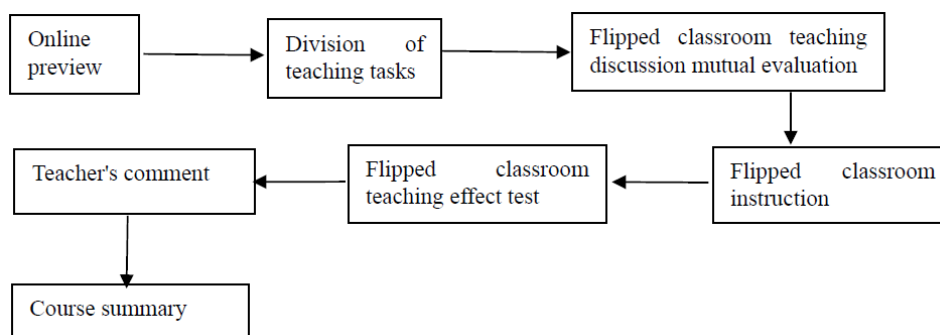 Online
preview
Division of
teaching tasks
Flipped classroom teaching
discussion mutual evaluation
Flipped classroom
instruction
Flipped classroom
teaching effect test
Teacher's comment
Course summary